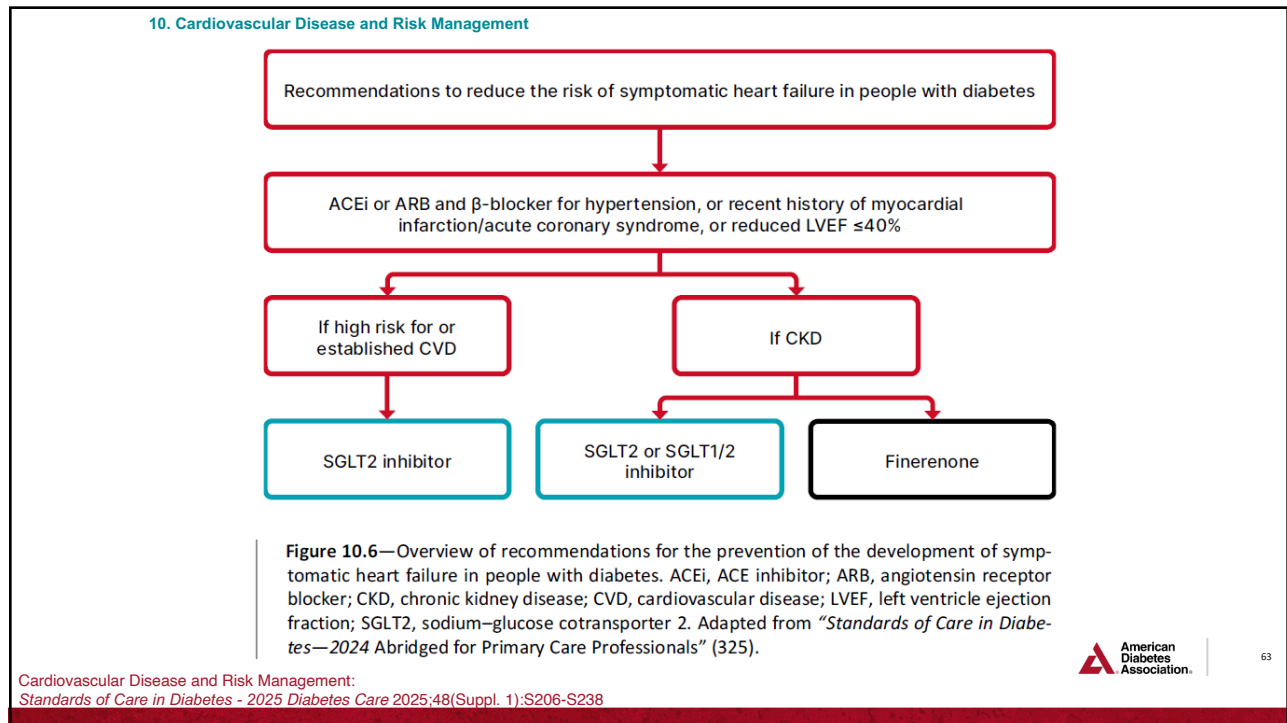 10. Cardiovascular Disease and Risk Management
Recommendations to reduce the risk of symptomatic heart failure in people with diabetes
ACEi or ARB and β-blocker for hypertension, or recent history of myocardial
infarction/acute coronary syndrome, or reduced LVEF ≤40%
If high risk for or
established CVD
If CKD
SGLT2 inhibitor
SGLT2 or SGLT1/2
inhibitor
Finerenone
Figure 10.6—Overview of recommendations for the prevention of the development of symp-
tomatic heart failure in people with diabetes. ACEi, ACE inhibitor; ARB, angiotensin receptor
blocker; CKD, chronic kidney disease; CVD, cardiovascular disease; LVEF, left ventricle ejection
fraction; SGLT2, sodium–glucose cotransporter 2. Adapted from “Standards of Care in Diabe-
tes—2024 Abridged for Primary Care Professionals” (325).
American
Diabetes
Association.
63
Cardiovascular Disease and Risk Management:
Standards of Care in Diabetes - 2025 Diabetes Care 2025;48(Suppl. 1):S206-S238